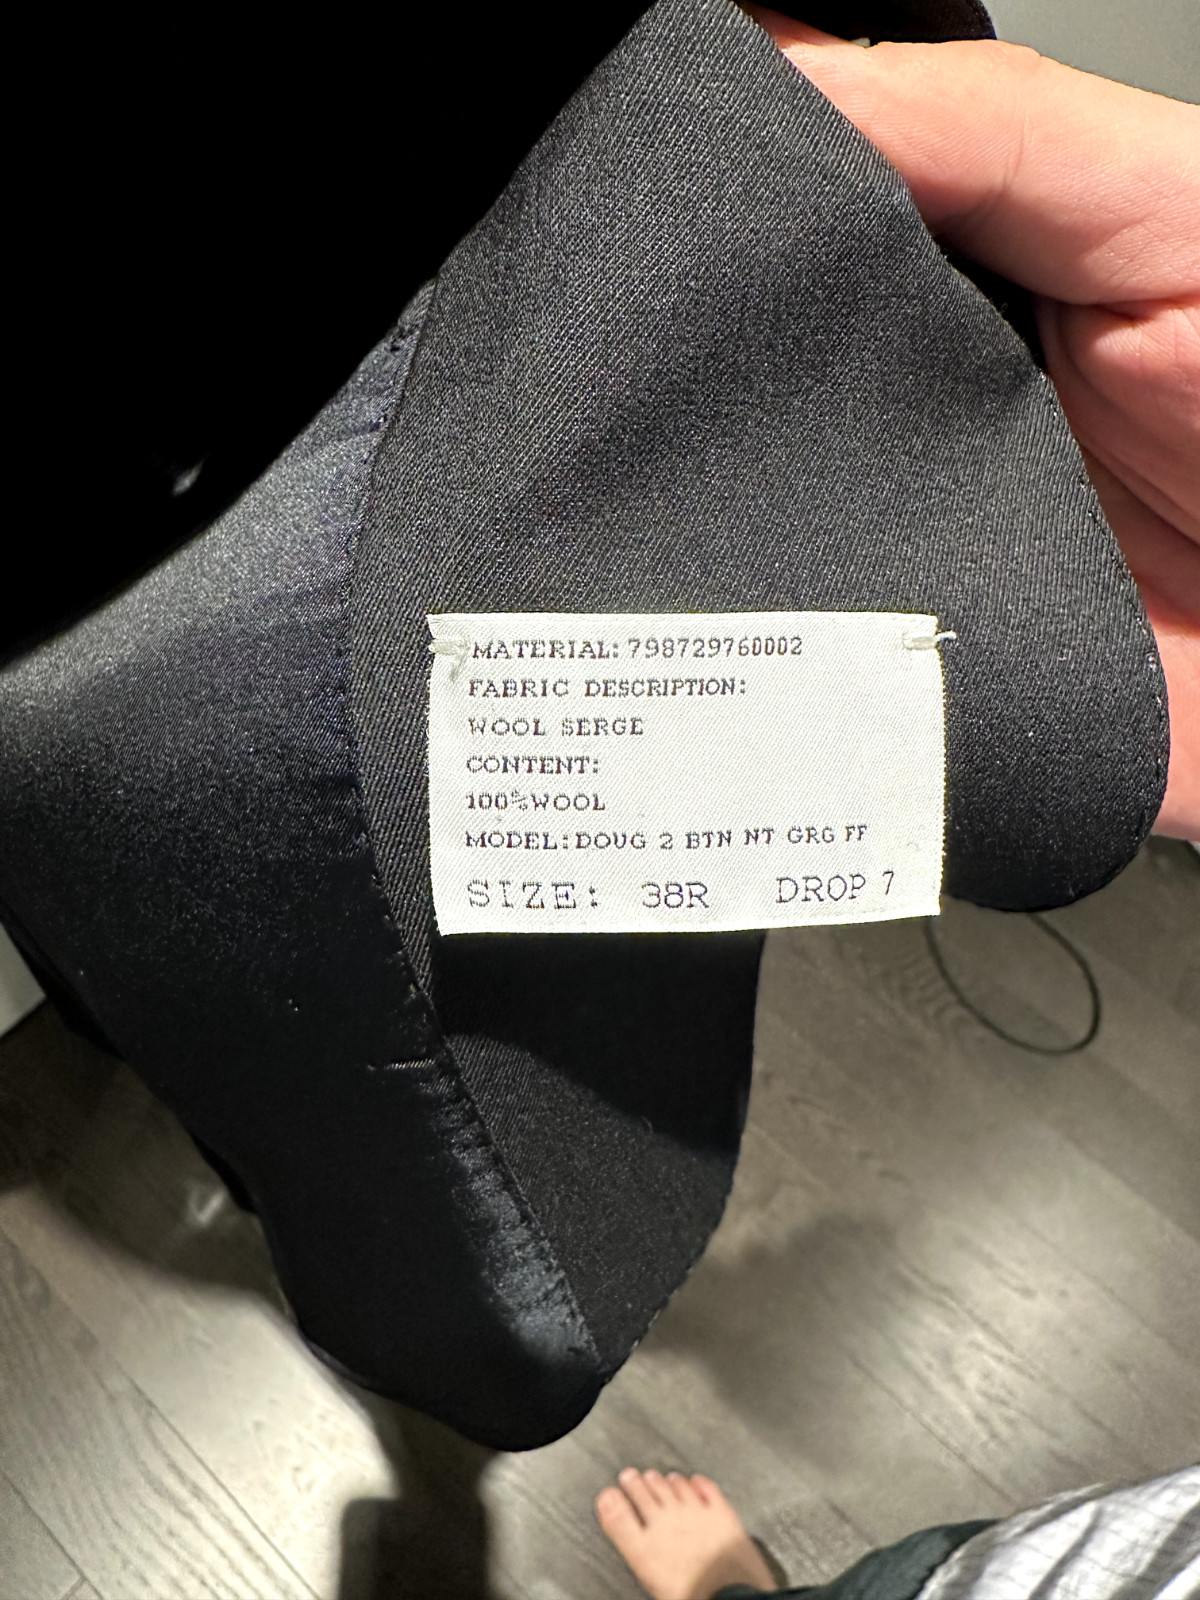 MATERIAL: 798729760002
FABRIC DESCRIPTION:
WOOL SERGE
CONTENT:
100%WOOL
MODEL:DOUG 2 BTN NT GRG FF
SIZE: 38R DROP 7